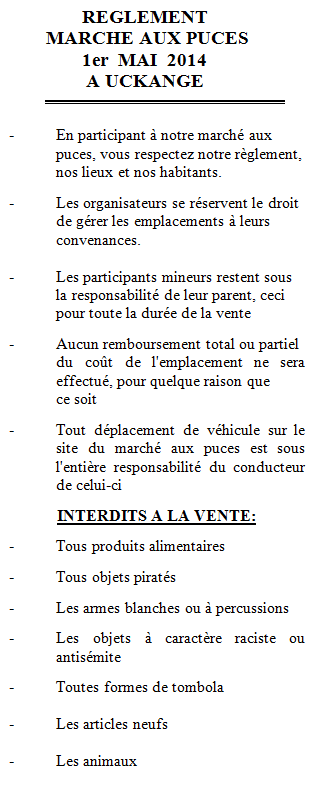 REGLEMENT
MARCHE AUX PUCES
1er MAI 2014
A UCKANGE
- En participant à notre marché aux
puces, vous respectez notre règlement,
nos lieux et nos habitants.
- Les organisateurs se réservent le droit
de gérer les emplacements à leurs
convenances.
- Les participants mineurs restent sous
la responsabilité de leur parent, ceci
pour toute la durée de la vente
- Aucun remboursement total ou partiel
du coût de l'emplacement ne sera
effectué, pour quelque raison que
ce soit
- Tout déplacement de véhicule sur le
site du marché aux puces est sous
l'entière responsabilité du conducteur
de celui-ci
INTERDITS A LA VENTE:
- Tous produits alimentaires
- Tous objets piratés
- Les armes blanches ou à percussions
- Les objets à caractère raciste ou
antisémite
- Toutes formes de tombola
- Les articles neufs
- Les animaux